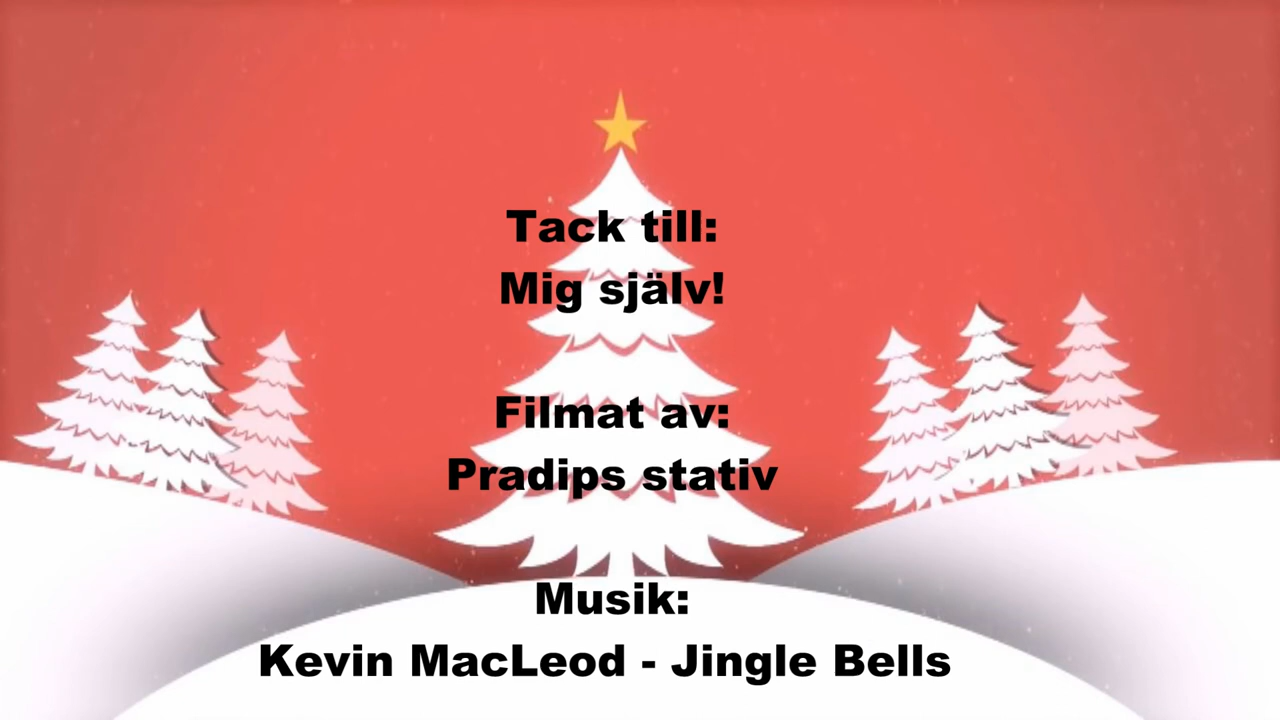 Tack till:
Mig själv!
Filmat av:
Pradips stativ
Musik:
Kevin MacLeod - Jingle Bells